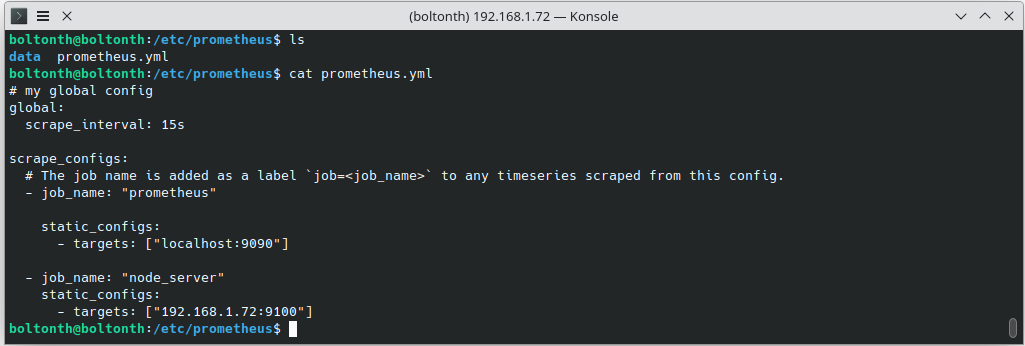 (boltonth) 192.168.1.72 — Konsole
boltonth@boltonth:/etc/prometheus$ ls
data  prometheus.yml
boltonth@boltonth:/etc/prometheus$ cat prometheus.yml
# my global config
global:
  scrape_interval: 15s

scrape_configs:
  # The job name is added as a label `job=<job_name>` to any timeseries scraped from this config.
  - job_name: "prometheus"

    static_configs:
      - targets: ["localhost:9090"]

  - job_name: "node_server"
    static_configs:
      - targets: ["192.168.1.72:9100"]
boltonth@boltonth:/etc/prometheus$